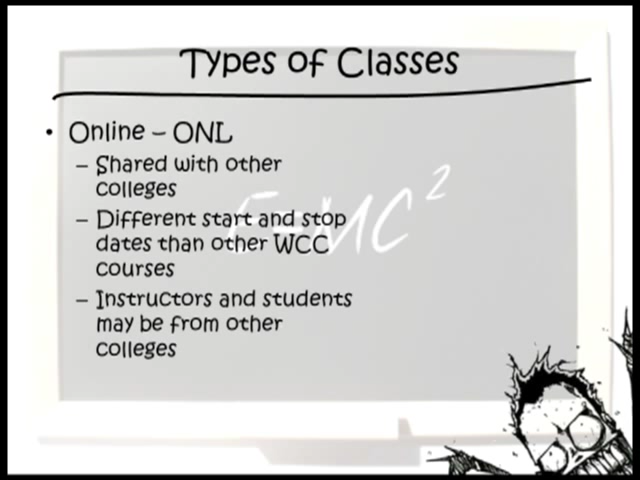 Types of Classes
• Online – ONL
– Shared with other
colleges
– Different start and stop
dates than other WCC
courses
– Instructors and students
may be from other
colleges
E=MC²